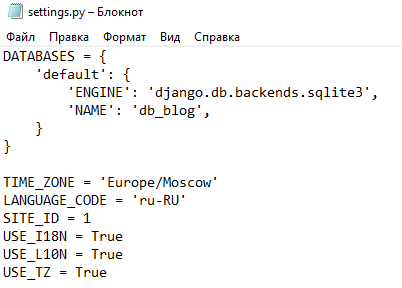 settings.py – Блокнот
Файл Правка Формат Вид Справка
DATABASES = {
    'default': {
        'ENGINE': 'django.db.backends.sqlite3',
        'NAME': 'db_blog',
    }
}

TIME_ZONE = 'Europe/Moscow'
LANGUAGE_CODE = 'ru-RU'
SITE_ID = 1
USE_I18N = True
USE_L10N = True
USE_TZ = True